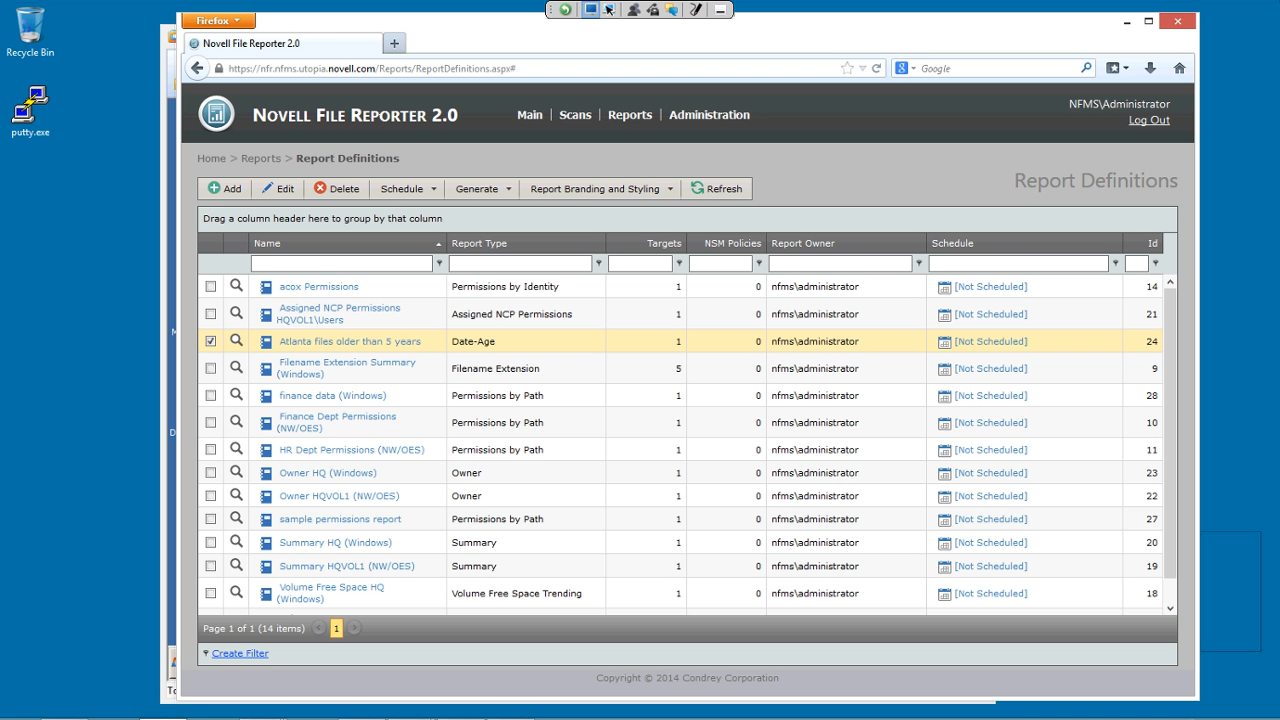 Recycle Bin
putty.exe
Firefox
Novell File Reporter 2.0
https://nfr.nfms.utopia.novell.com/Reports/ReportDefinitions.aspx#
Google
NOVELL FILE REPORTER 2.0
Main | Scans | Reports | Administration
NFMS\Administrator
Log Out
Home > Reports > Report Definitions
Report Definitions
Add Edit Delete Schedule Generate Report Branding and Styling Refresh
Drag a column header here to group by that column
Name Report Type Targets NSM Policies Report Owner Schedule Id
acox Permissions Permissions by Identity 1 0 nfms\administrator [Not Scheduled] 14
Assigned NCP Permissions
HQVOL1\Users Assigned NCP Permissions 1 0 nfms\administrator [Not Scheduled] 21
Atlanta files older than 5 years Date-Age 1 0 nfms\administrator [Not Scheduled] 24
Filename Extension Summary
(Windows) Filename Extension 5 0 nfms\administrator [Not Scheduled] 9
finance data (Windows) Permissions by Path 1 0 nfms\administrator [Not Scheduled] 28
Finance Dept Permissions
(NW/OES) Permissions by Path 1 0 nfms\administrator [Not Scheduled] 10
HR Dept Permissions (NW/OES) Permissions by Path 1 0 nfms\administrator [Not Scheduled] 11
Owner HQ (Windows) Owner 1 0 nfms\administrator [Not Scheduled] 23
Owner HQVOL1 (NW/OES) Owner 1 0 nfms\administrator [Not Scheduled] 22
sample permissions report Permissions by Path 1 0 nfms\administrator [Not Scheduled] 27
Summary HQ (Windows) Summary 1 0 nfms\administrator [Not Scheduled] 20
Summary HQVOL1 (NW/OES) Summary 1 0 nfms\administrator [Not Scheduled] 19
Volume Free Space HQ
(Windows) Volume Free Space Trending 1 0 nfms\administrator [Not Scheduled] 18
Page 1 of 1 (14 items) 1
Create Filter
Copyright © 2014 Condrey Corporation